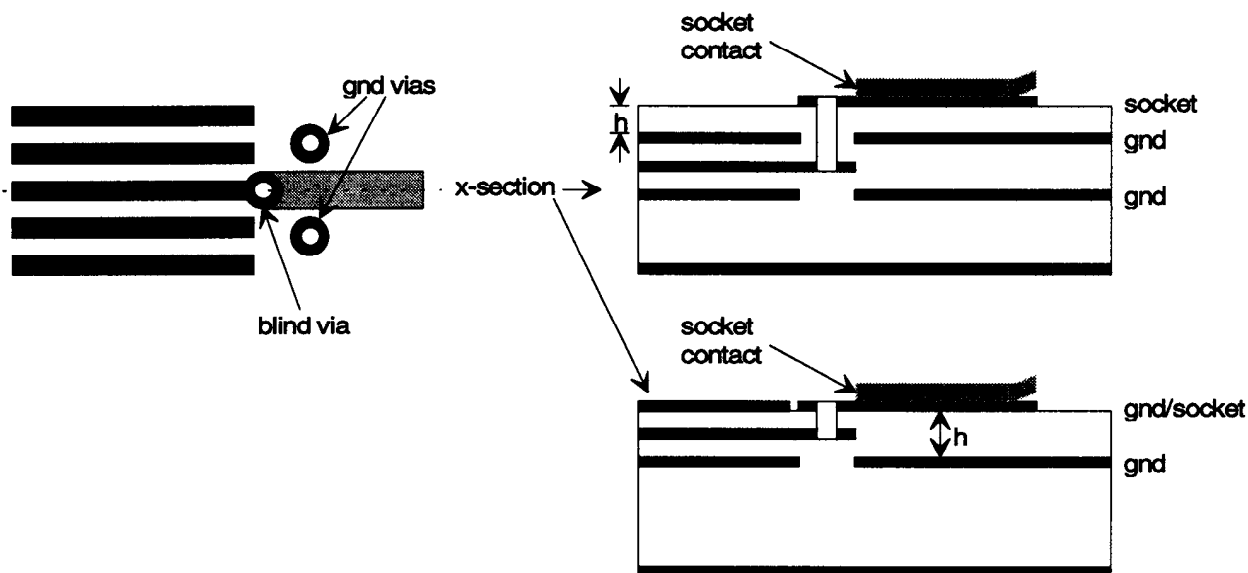 gnd vias
blind via
x-section
socket
contact
h
socket
gnd
gnd
socket
contact
h
gnd/socket
gnd